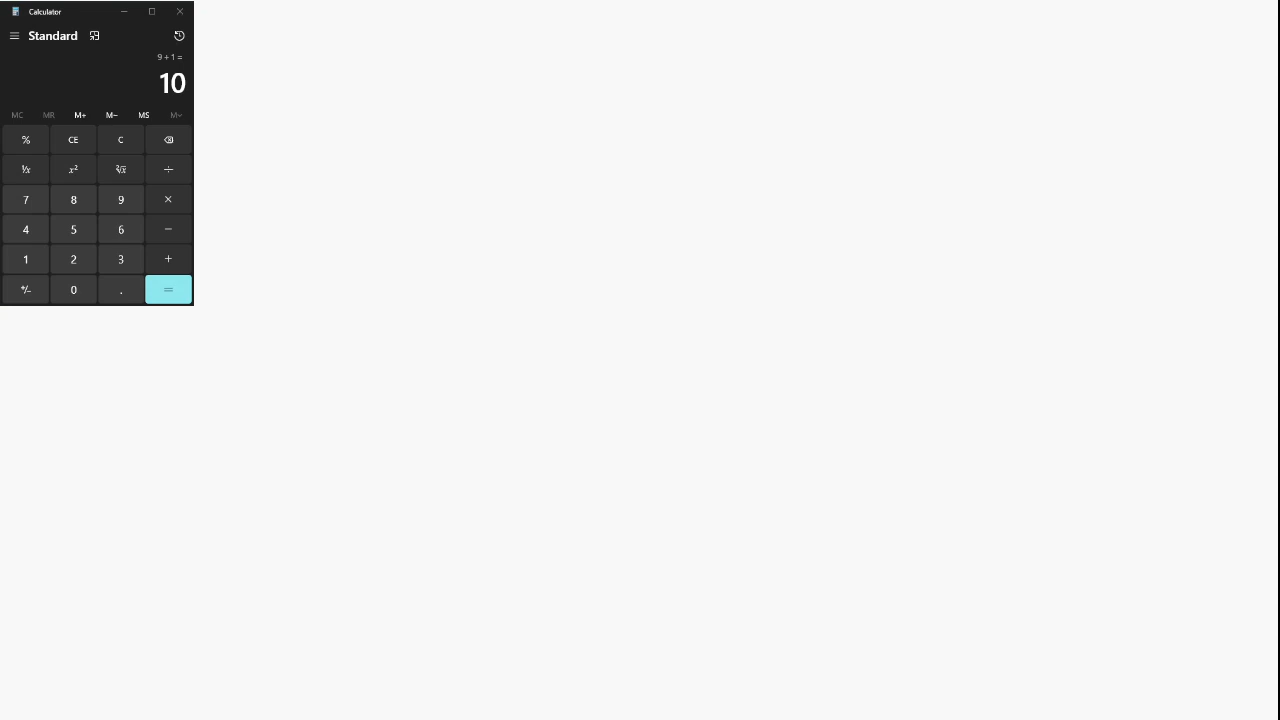 Calculator
Standard
9 + 1 =
10
MC MR M+ M− MS M˅
% CE C
⅟x x² ²√x ÷
7 8 9 ×
4 5 6 −
1 2 3 +
+/− 0 . =